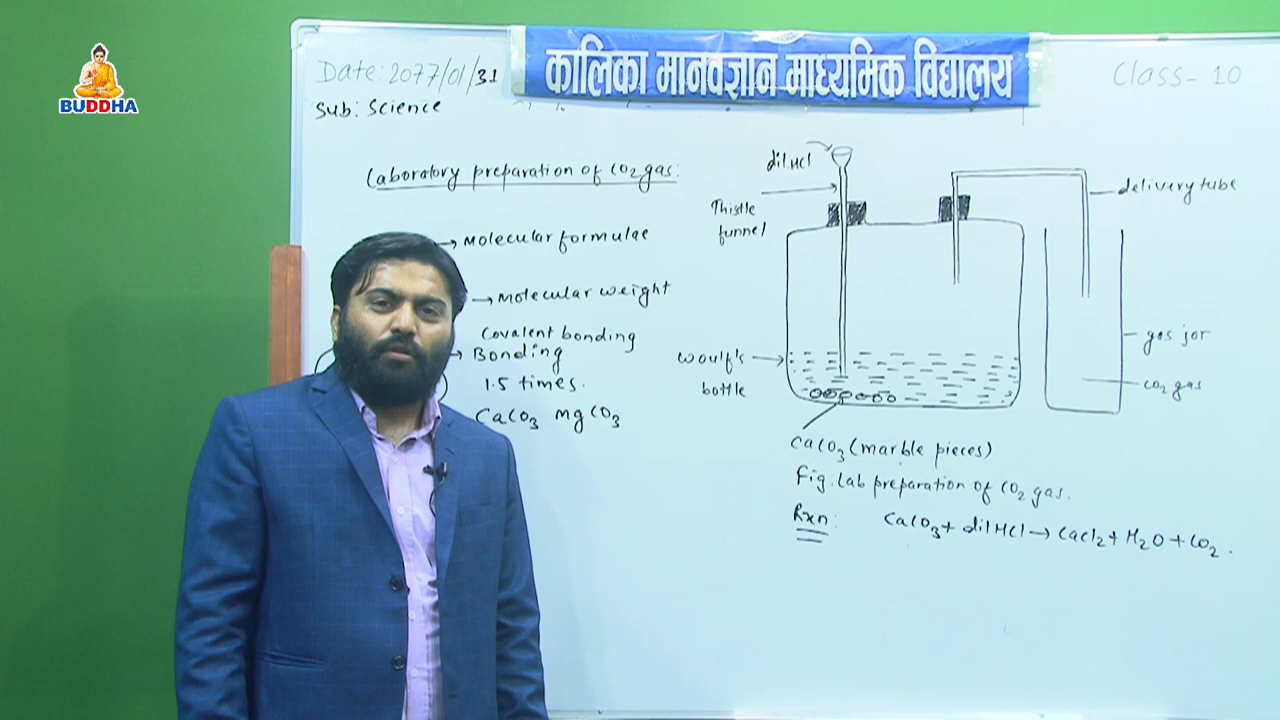 BUDDHA
Date: 2077/01/31
कालिका मानवज्ञान माध्यमिक विद्यालय
Class- 10
Sub: Science
Laboratory preparation of CO2 gas:
→ Molecular formulae
→ Molecular weight
Covalent bonding
→ Bonding
1.5 times.
CaCO3 MgCO3
dil HCl
Thistle
funnel
delivery tube
Woulf's
bottle
gas jar
CO2 gas
CaCO3 (marble pieces)
Fig: Lab preparation of CO2 gas.
Rxn: CaCO3 + dil HCl → CaCl2 + H2O + CO2.